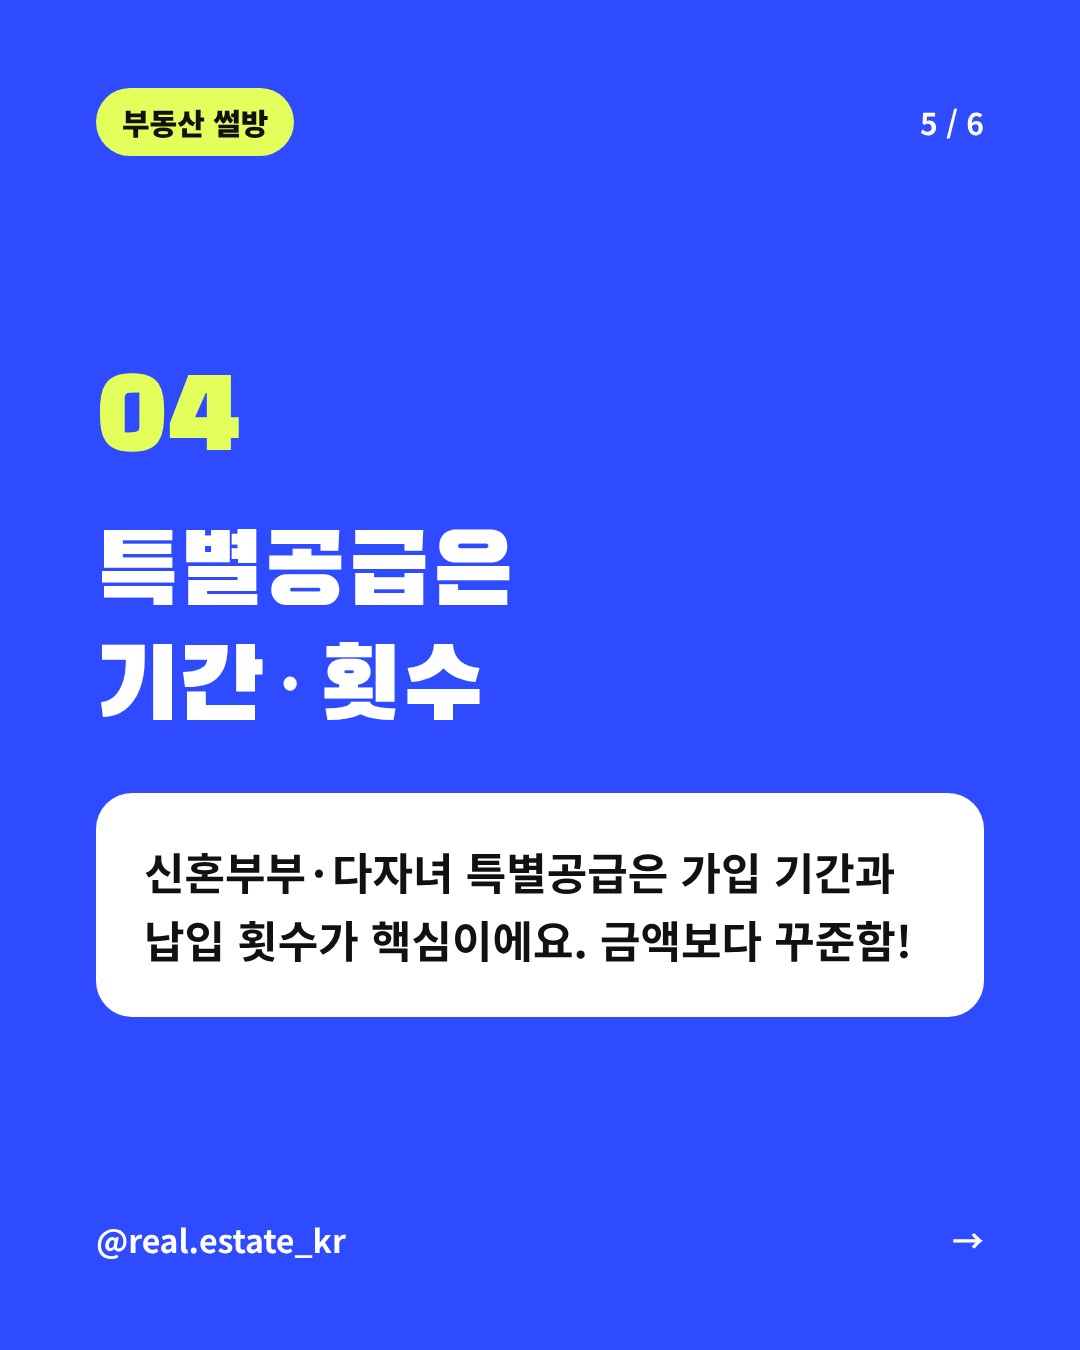 부동산 썰방
5 / 6
04
특별공급은
기간 · 횟수
신혼부부·다자녀 특별공급은 가입 기간과
납입 횟수가 핵심이에요. 금액보다 꾸준함!
@real.estate_kr
→